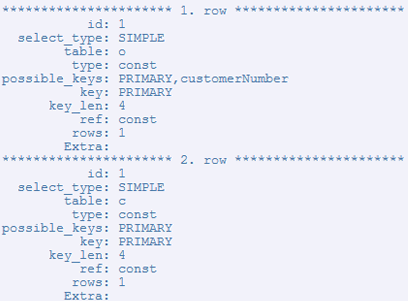 ********************** 1. row **********************
id: 1
select_type: SIMPLE
table: o
type: const
possible_keys: PRIMARY,customerNumber
key: PRIMARY
key_len: 4
ref: const
rows: 1
Extra:
********************** 2. row **********************
id: 1
select_type: SIMPLE
table: c
type: const
possible_keys: PRIMARY
key: PRIMARY
key_len: 4
ref: const
rows: 1
Extra: